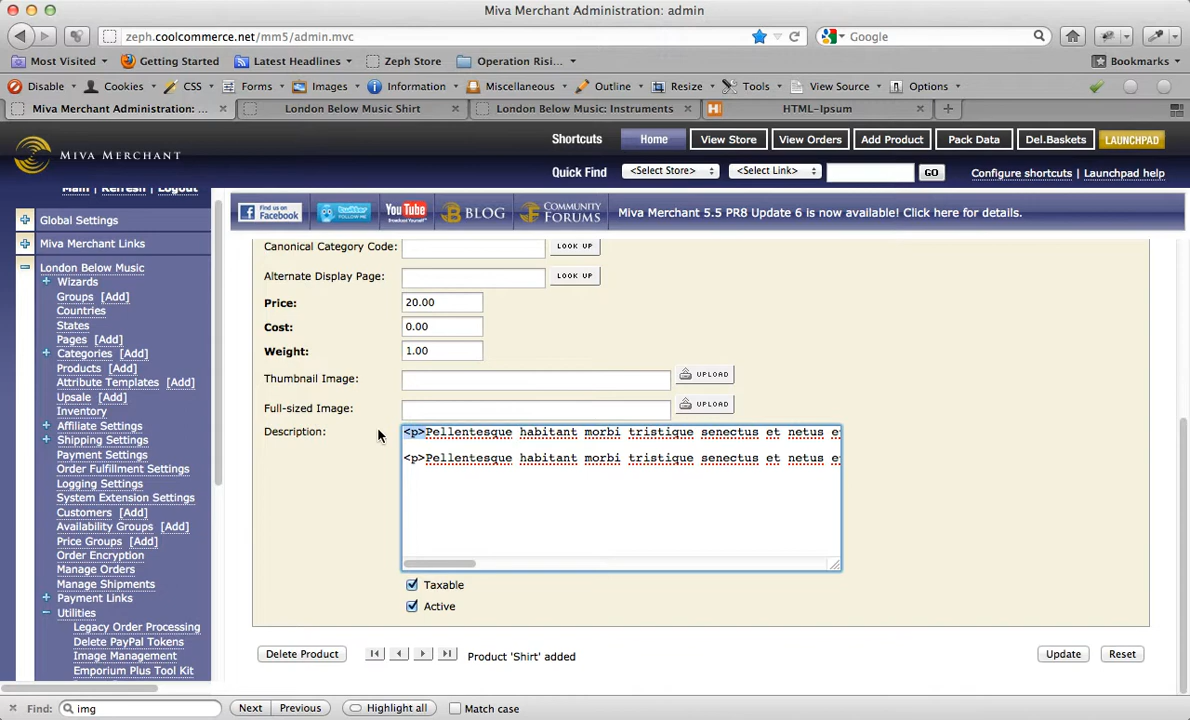 Miva Merchant Administration: admin
zeph.coolcommerce.net/mm5/admin.mvc
Google
Most Visited
Getting Started
Latest Headlines
Zeph Store
Operation Risi...
Bookmarks
Disable
Cookies
CSS
Forms
Images
Information
Miscellaneous
Outline
Resize
Tools
View Source
Options
Miva Merchant Administration: ...
London Below Music Shirt
London Below Music: Instruments
HTML-Ipsum
MIVA MERCHANT
Shortcuts
Home
View Store
View Orders
Add Product
Pack Data
Del.Baskets
LAUNCHPAD
Quick Find
<Select Store>
<Select Link>
GO
Configure shortcuts | Launchpad help
Main | Refresh | Logout
Find us on Facebook
twitter FOLLOW ME
YouTube Broadcast Yourself
BLOG
COMMUNITY FORUMS
Miva Merchant 5.5 PR8 Update 6 is now available! Click here for details.
Global Settings
Miva Merchant Links
London Below Music
Wizards
Groups [Add]
Countries
States
Pages [Add]
Categories [Add]
Products [Add]
Attribute Templates [Add]
Upsale [Add]
Inventory
Affiliate Settings
Shipping Settings
Payment Settings
Order Fulfillment Settings
Logging Settings
System Extension Settings
Customers [Add]
Availability Groups [Add]
Price Groups [Add]
Order Encryption
Manage Orders
Manage Shipments
Payment Links
Utilities
Legacy Order Processing
Delete PayPal Tokens
Image Management
Emporium Plus Tool Kit
Canonical Category Code:
LOOK UP
Alternate Display Page:
LOOK UP
Price: 20.00
Cost: 0.00
Weight: 1.00
Thumbnail Image:
UPLOAD
Full-sized Image:
UPLOAD
Description:
<p>Pellentesque habitant morbi tristique senectus et netus e
<p>Pellentesque habitant morbi tristique senectus et netus e
Taxable
Active
Delete Product
Product 'Shirt' added
Update
Reset
Find: img
Next
Previous
Highlight all
Match case